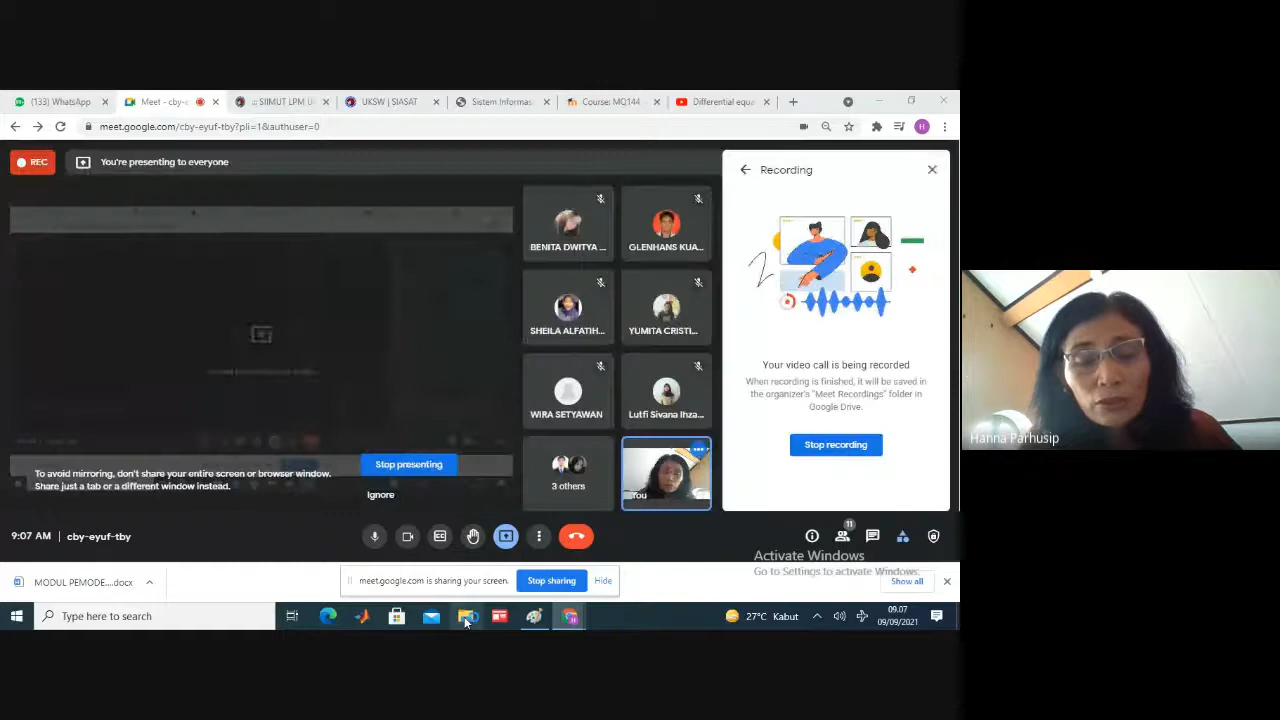 (133) WhatsApp
Meet - cby-e
SIIMUT LPM U
UKSW | SIASAT
Sistem Informas
Course: MQ144
Differential equa
meet.google.com/cby-eyuf-tby?pli=1&authuser=0
H
REC
You're presenting to everyone
Recording
BENITA DWITYA ...
GLENHANS KUA...
SHEILA ALFATIH...
YUMITA CRISTI...
WIRA SETYAWAN
Lutfi Sivana Ihza...
3 others
You
Your video call is being recorded
When recording is finished, it will be saved in
the organizer's "Meet Recordings" folder in
Google Drive.
Stop recording
To avoid mirroring, don't share your entire screen or browser window.
Share just a tab or a different window instead.
Stop presenting
Ignore
Hanna Parhusip
9:07 AM | cby-eyuf-tby
11
Activate Windows
Go to Settings to activate Windows.
MODUL PEMODE....docx
meet.google.com is sharing your screen.
Stop sharing
Hide
Show all
Type here to search
27°C Kabut
09.07
09/09/2021